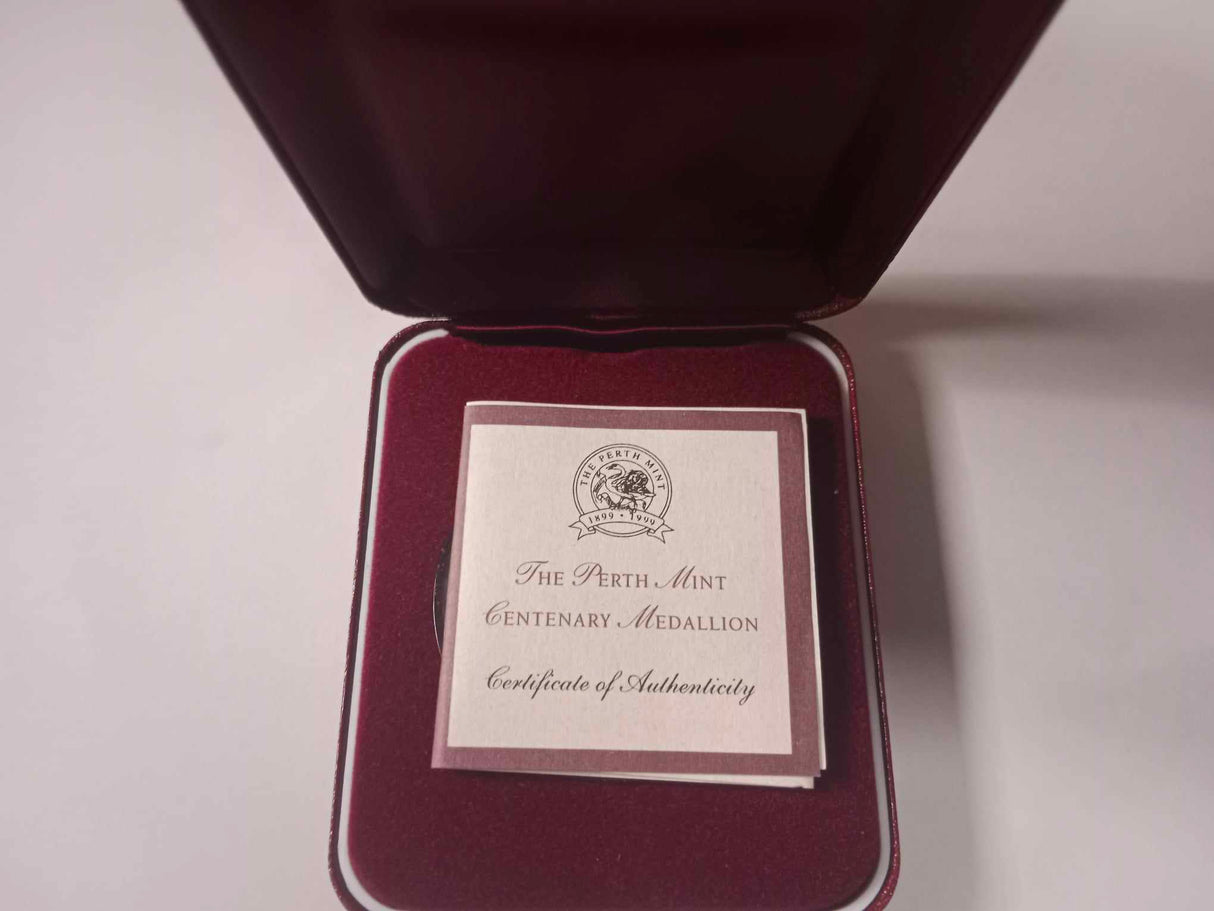 THE PERTH MINT
1899 • 1999
THE PERTH MINT
CENTENARY MEDALLION
Certificate of Authenticity